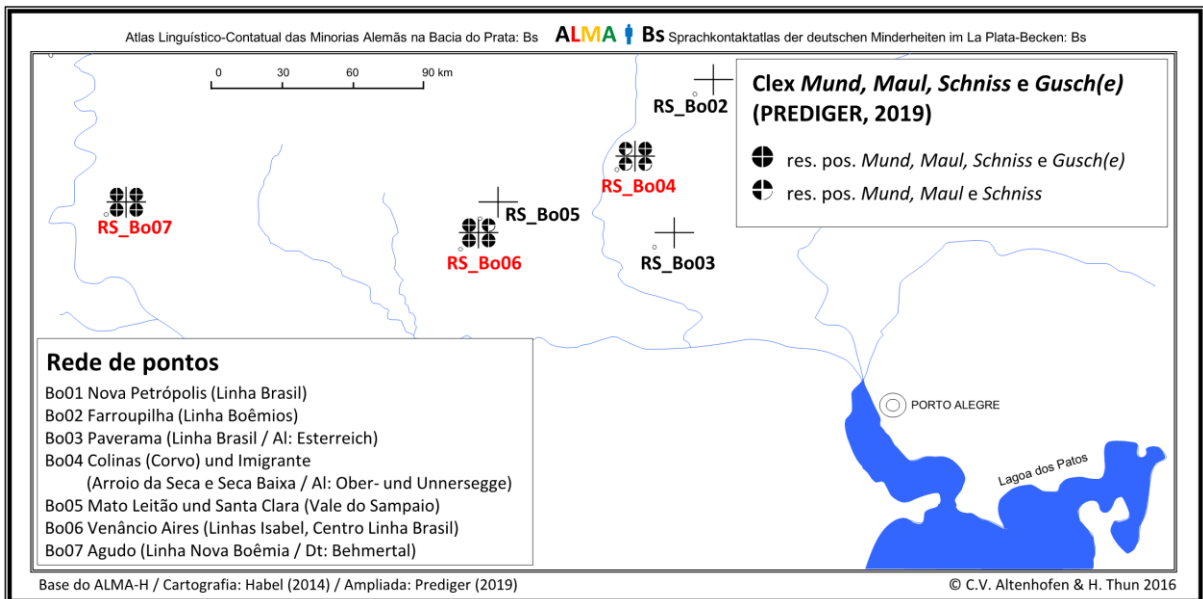 Atlas Linguístico-Contatual das Minorias Alemãs na Bacia do Prata: Bs ALMA Bs Sprachkontaktatlas der deutschen Minderheiten im La Plata-Becken: Bs
0 30 60 90 km
RS_Bo02
Clex Mund, Maul, Schniss e Gusch(e)
(PREDIGER, 2019)
res. pos. Mund, Maul, Schniss e Gusch(e)
res. pos. Mund, Maul e Schniss
RS_Bo04
RS_Bo07
RS_Bo05
RS_Bo06
RS_Bo03
Rede de pontos
Bo01 Nova Petrópolis (Linha Brasil)
Bo02 Farroupilha (Linha Boêmios)
Bo03 Paverama (Linha Brasil / Al: Esterreich)
Bo04 Colinas (Corvo) und Imigrante
(Arroio da Seca e Seca Baixa / Al: Ober- und Unnersegge)
Bo05 Mato Leitão und Santa Clara (Vale do Sampaio)
Bo06 Venâncio Aires (Linhas Isabel, Centro Linha Brasil)
Bo07 Agudo (Linha Nova Boêmia / Dt: Behmertal)
PORTO ALEGRE
Lagoa dos Patos
Base do ALMA-H / Cartografia: Habel (2014) / Ampliada: Prediger (2019)
© C.V. Altenhofen & H. Thun 2016